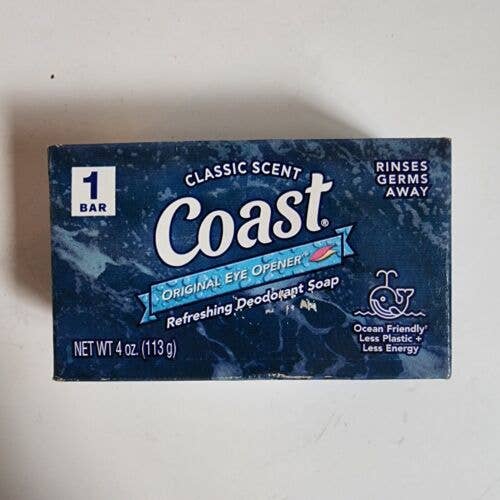 1
BAR
CLASSIC SCENT
Coast®
ORIGINAL EYE OPENER™
Refreshing Deodorant Soap
NET WT 4 oz. (113 g)
RINSES
GERMS
AWAY
Ocean Friendly†
Less Plastic +
Less Energy